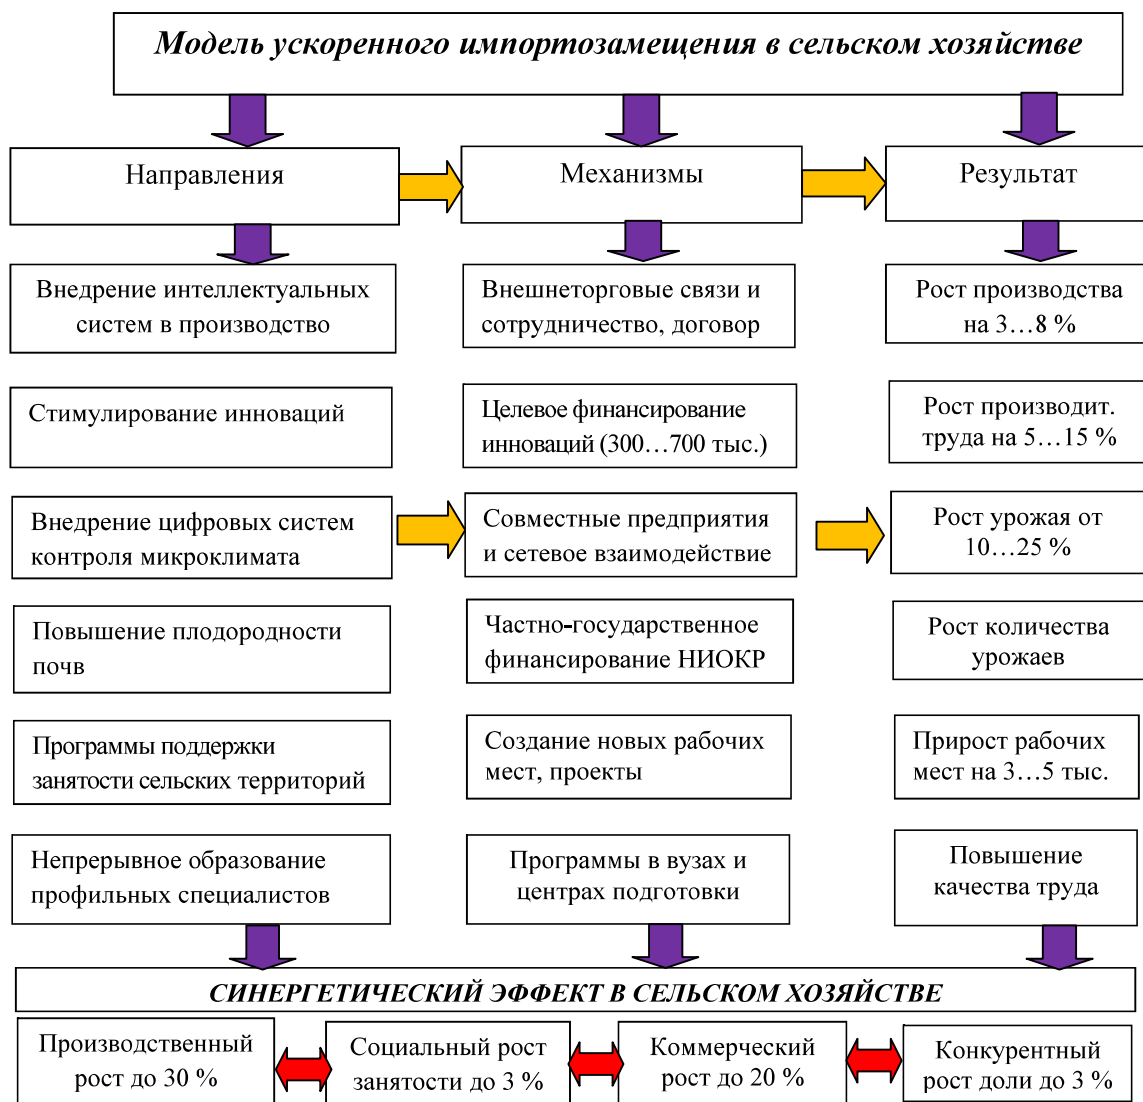 Модель ускоренного импортозамещения в сельском хозяйстве
Направления
Механизмы
Результат
Внедрение интеллектуальных
систем в производство
Внешнеторговые связи и
сотрудничество, договор
Рост производства
на 3…8 %
Стимулирование инноваций
Целевое финансирование
инноваций (300…700 тыс.)
Рост производит.
труда на 5…15 %
Внедрение цифровых систем
контроля микроклимата
Совместные предприятия
и сетевое взаимодействие
Рост урожая от
10…25 %
Повышение плодородности
почв
Частно-государственное
финансирование НИОКР
Рост количества
урожаев
Программы поддержки
занятости сельских территорий
Создание новых рабочих
мест, проекты
Прирост рабочих
мест на 3…5 тыс.
Непрерывное образование
профильных специалистов
Программы в вузах и
центрах подготовки
Повышение
качества труда
СИНЕРГЕТИЧЕСКИЙ ЭФФЕКТ В СЕЛЬСКОМ ХОЗЯЙСТВЕ
Производственный
рост до 30 %
Социальный рост
занятости до 3 %
Коммерческий
рост до 20 %
Конкурентный
рост доли до 3 %